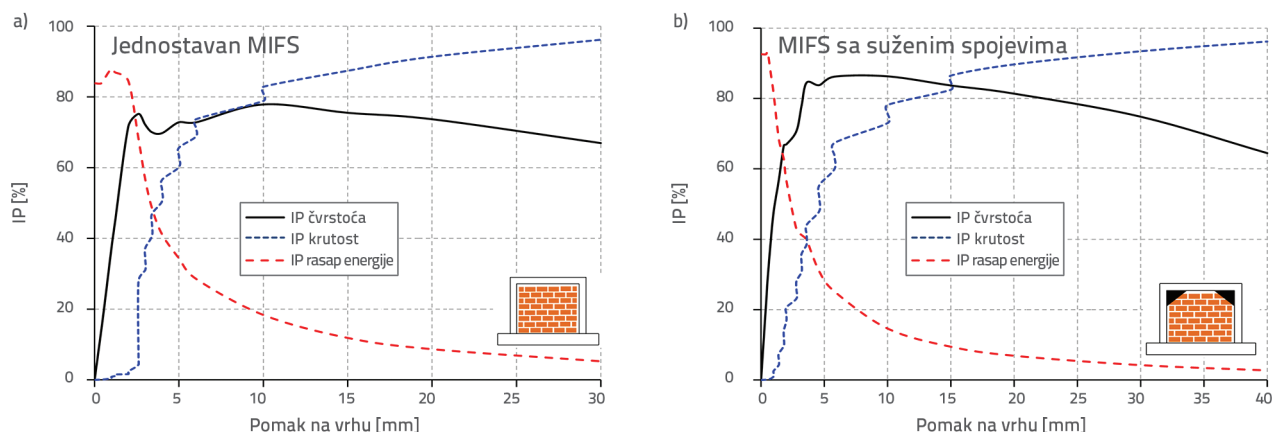 a)
Jednostavan MIFS
100
80
60
40
20
0
IP [%]
IP čvrstoća
IP krutost
IP rasap energije
0 5 10 15 20 25 30
Pomak na vrhu [mm]
b)
MIFS sa suženim spojevima
100
80
60
40
20
0
IP [%]
IP čvrstoća
IP krutost
IP rasap energije
0 5 10 15 20 25 30 35 40
Pomak na vrhu [mm]